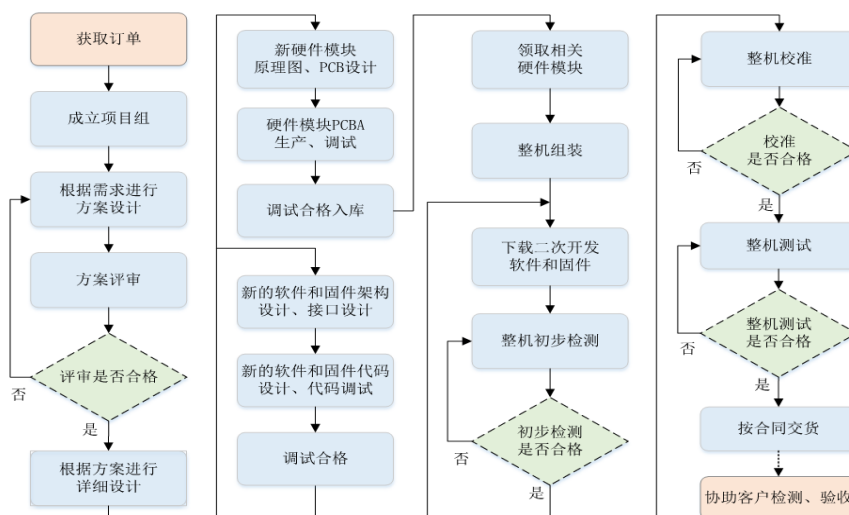 获取订单
成立项目组
根据需求进行
方案设计
方案评审
评审是否合格
否
是
根据方案进行
详细设计
新硬件模块
原理图、PCB设计
硬件模块PCBA
生产、调试
调试合格入库
新的软件和固件架构
设计、接口设计
新的软件和固件代码
设计、代码调试
调试合格
领取相关
硬件模块
整机组装
下载二次开发
软件和固件
整机初步检测
初步检测
是否合格
否
是
整机校准
校准
是否合格
否
是
整机测试
整机测试
是否合格
否
是
按合同交货
协助客户检测、验收